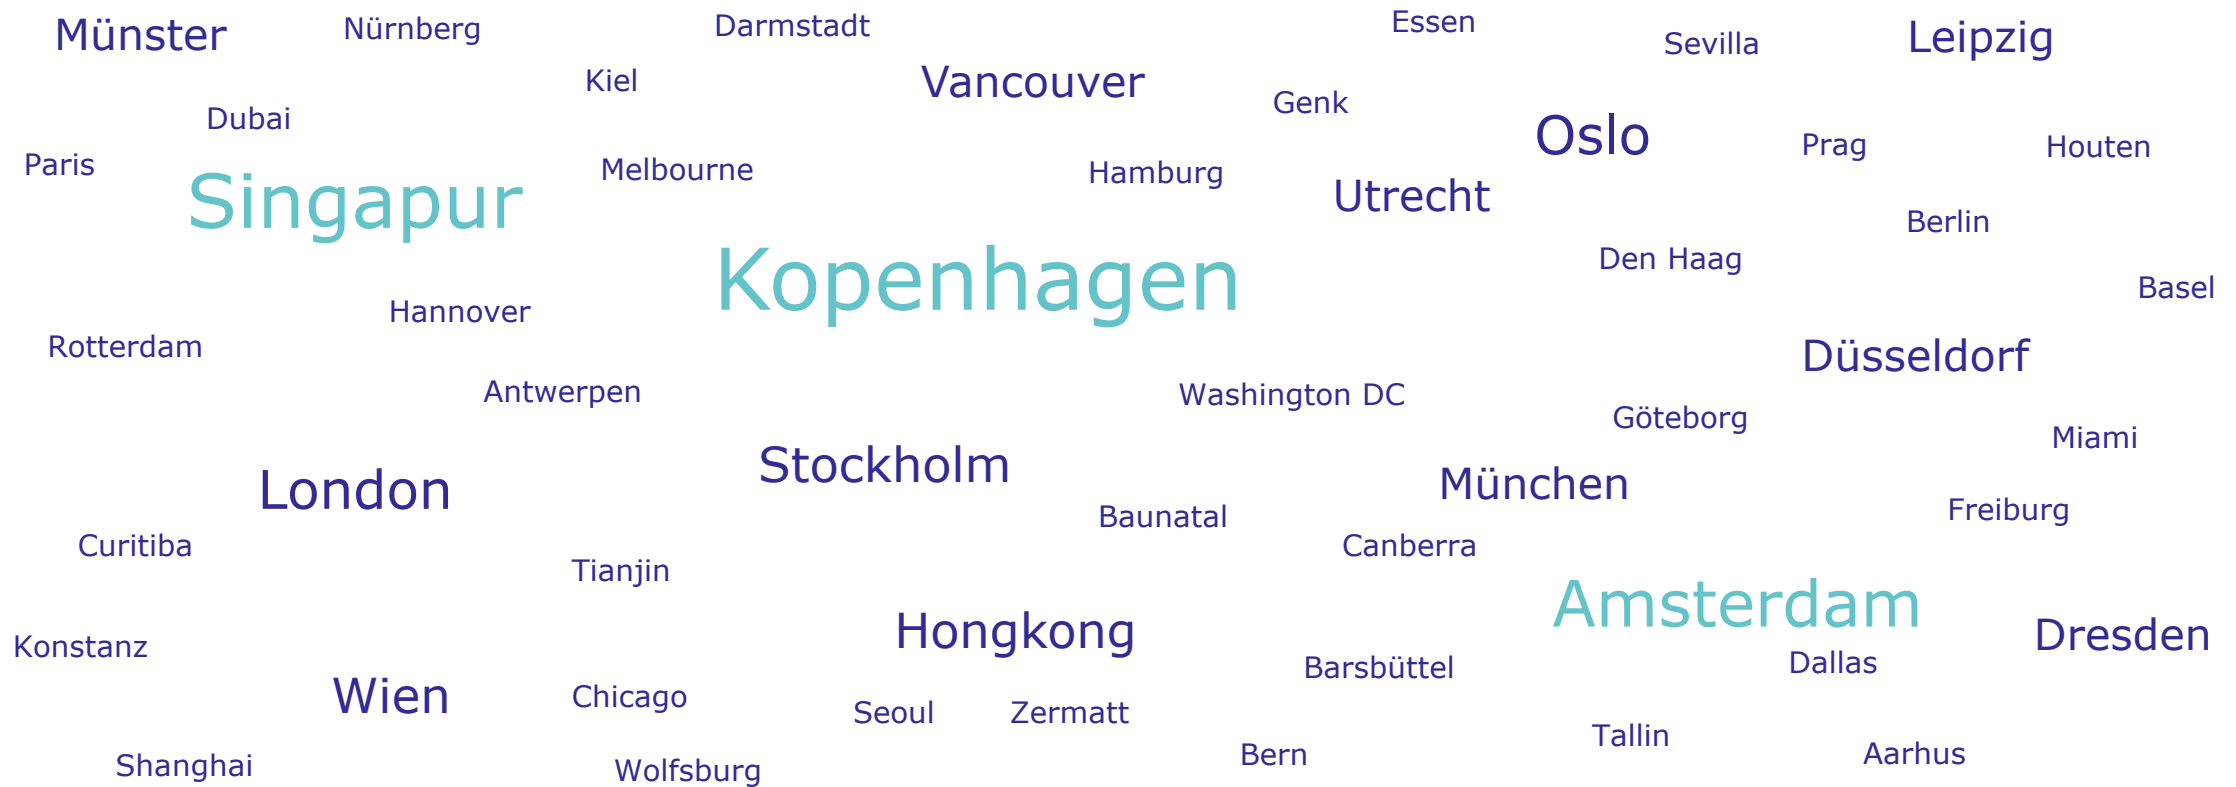 Münster
Nürnberg
Darmstadt
Essen
Sevilla
Leipzig
Kiel
Vancouver
Genk
Dubai
Oslo
Prag
Houten
Paris
Melbourne
Hamburg
Singapur
Utrecht
Berlin
Den Haag
Kopenhagen
Basel
Hannover
Rotterdam
Düsseldorf
Antwerpen
Washington DC
Göteborg
Miami
Stockholm
London
München
Freiburg
Baunatal
Curitiba
Canberra
Tianjin
Amsterdam
Hongkong
Dresden
Konstanz
Barsbüttel
Dallas
Wien
Chicago
Seoul
Zermatt
Tallin
Bern
Aarhus
Shanghai
Wolfsburg